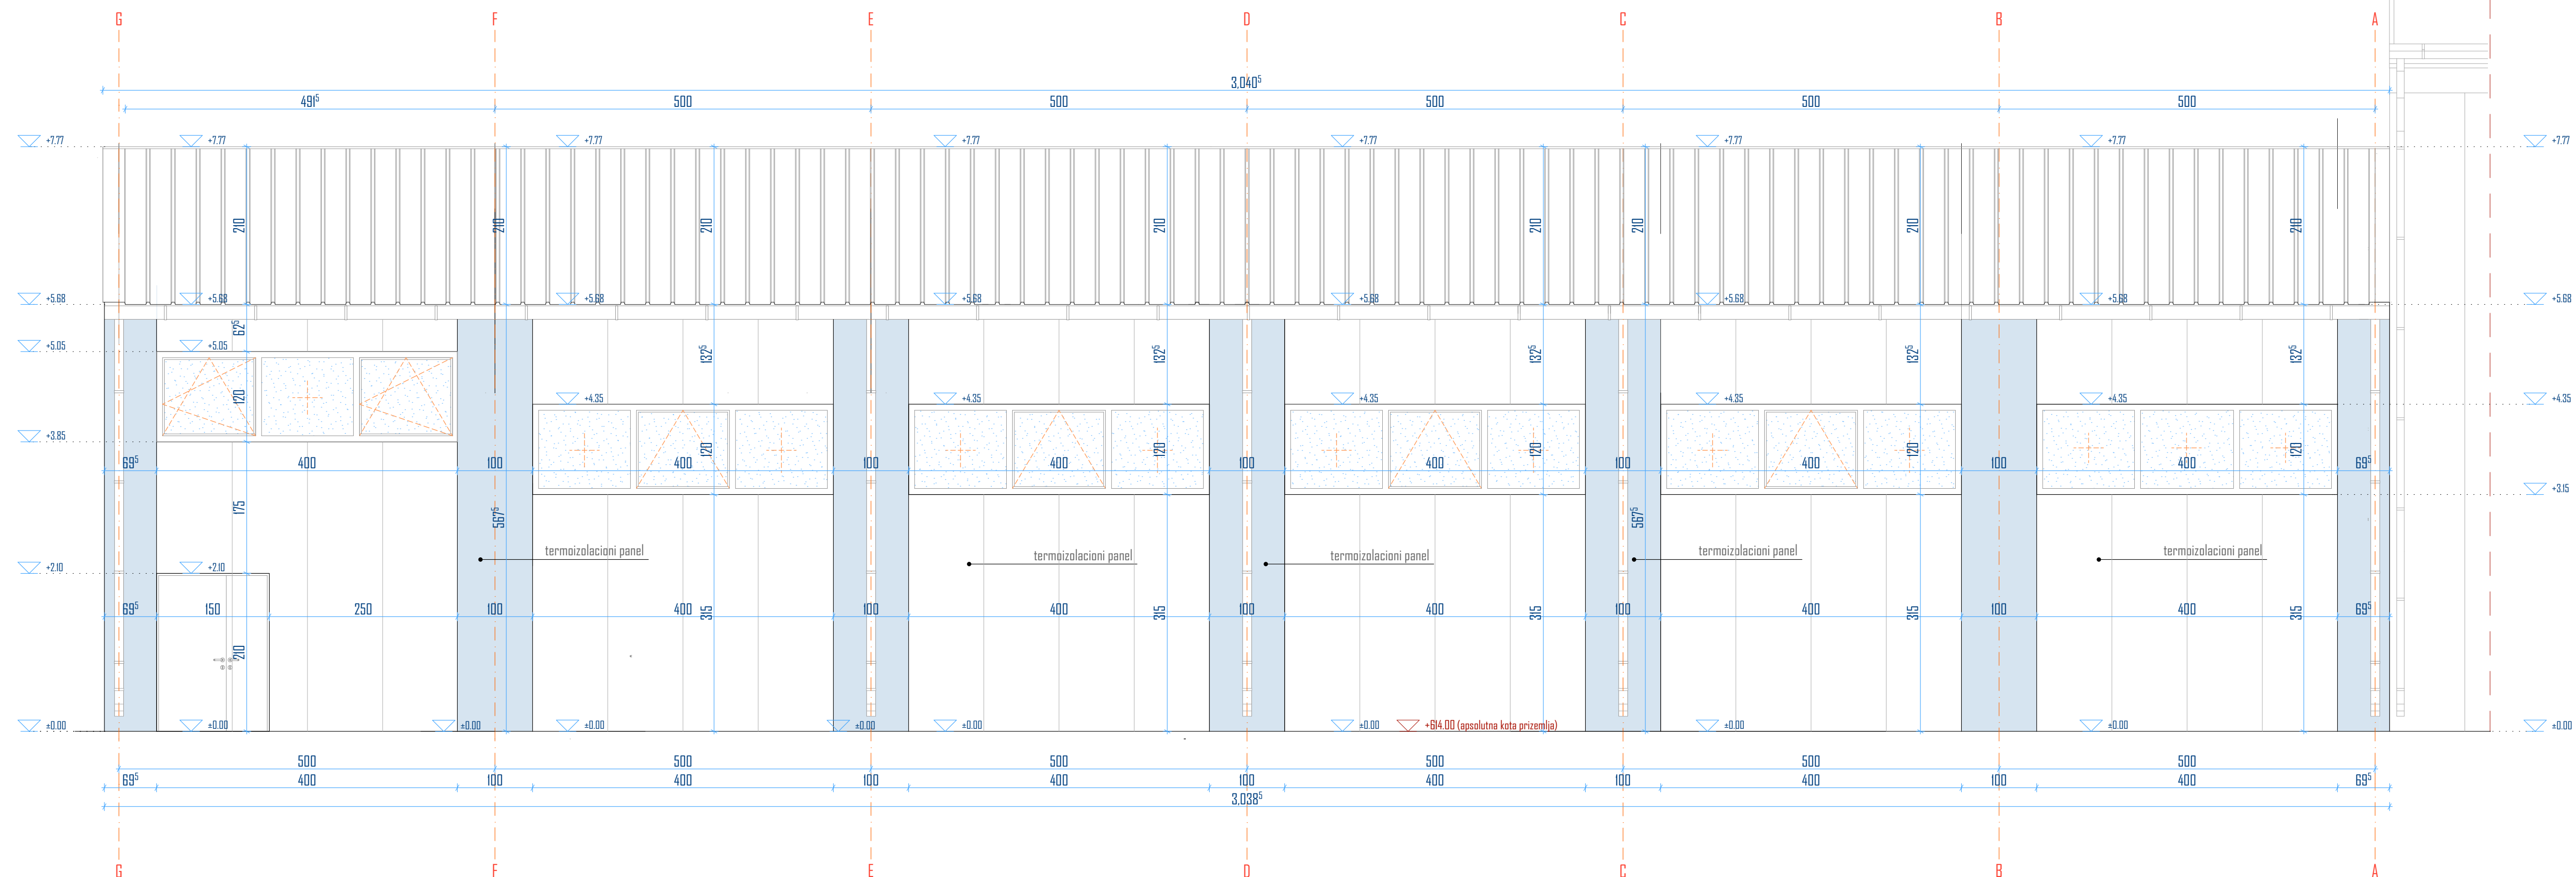 G F E D C B A
3,040⁵
491⁵ 500 500 500 500 500
+7.77 +7.77 +7.77 +7.77 +7.77 +7.77 +7.77 +7.77
210 210 210 210 210 210 210 210
+5.68 +5.68 +5.68 +5.68 +5.68 +5.68 +5.68 +5.68
62⁵ 132⁵ 132⁵ 132⁵ 132⁵ 132⁵
+5.05 +5.05
+4.35 +4.35 +4.35 +4.35 +4.35 +4.35
120 120 120 120 120 120
+3.85
69⁵ 400 100 400 100 400 100 400 100 400 100 400 69⁵
+3.15
175 567⁵ 567⁵
termoizolacioni panel
termoizolacioni panel
termoizolacioni panel
termoizolacioni panel
termoizolacioni panel
+2.10 +2.10
69⁵ 150 250 100 400 100 400 100 400 100 400 100 400 69⁵
315 315 315 315 315
210
±0.00 ±0.00 ±0.00 ±0.00 ±0.00 ±0.00 ±0.00 +614.00 (apsolutna kota prizemlja) ±0.00 ±0.00 ±0.00
500 500 500 500 500 500
69⁵ 400 100 400 100 400 100 400 100 400 100 400 69⁵
3,038⁵
G F E D C B A